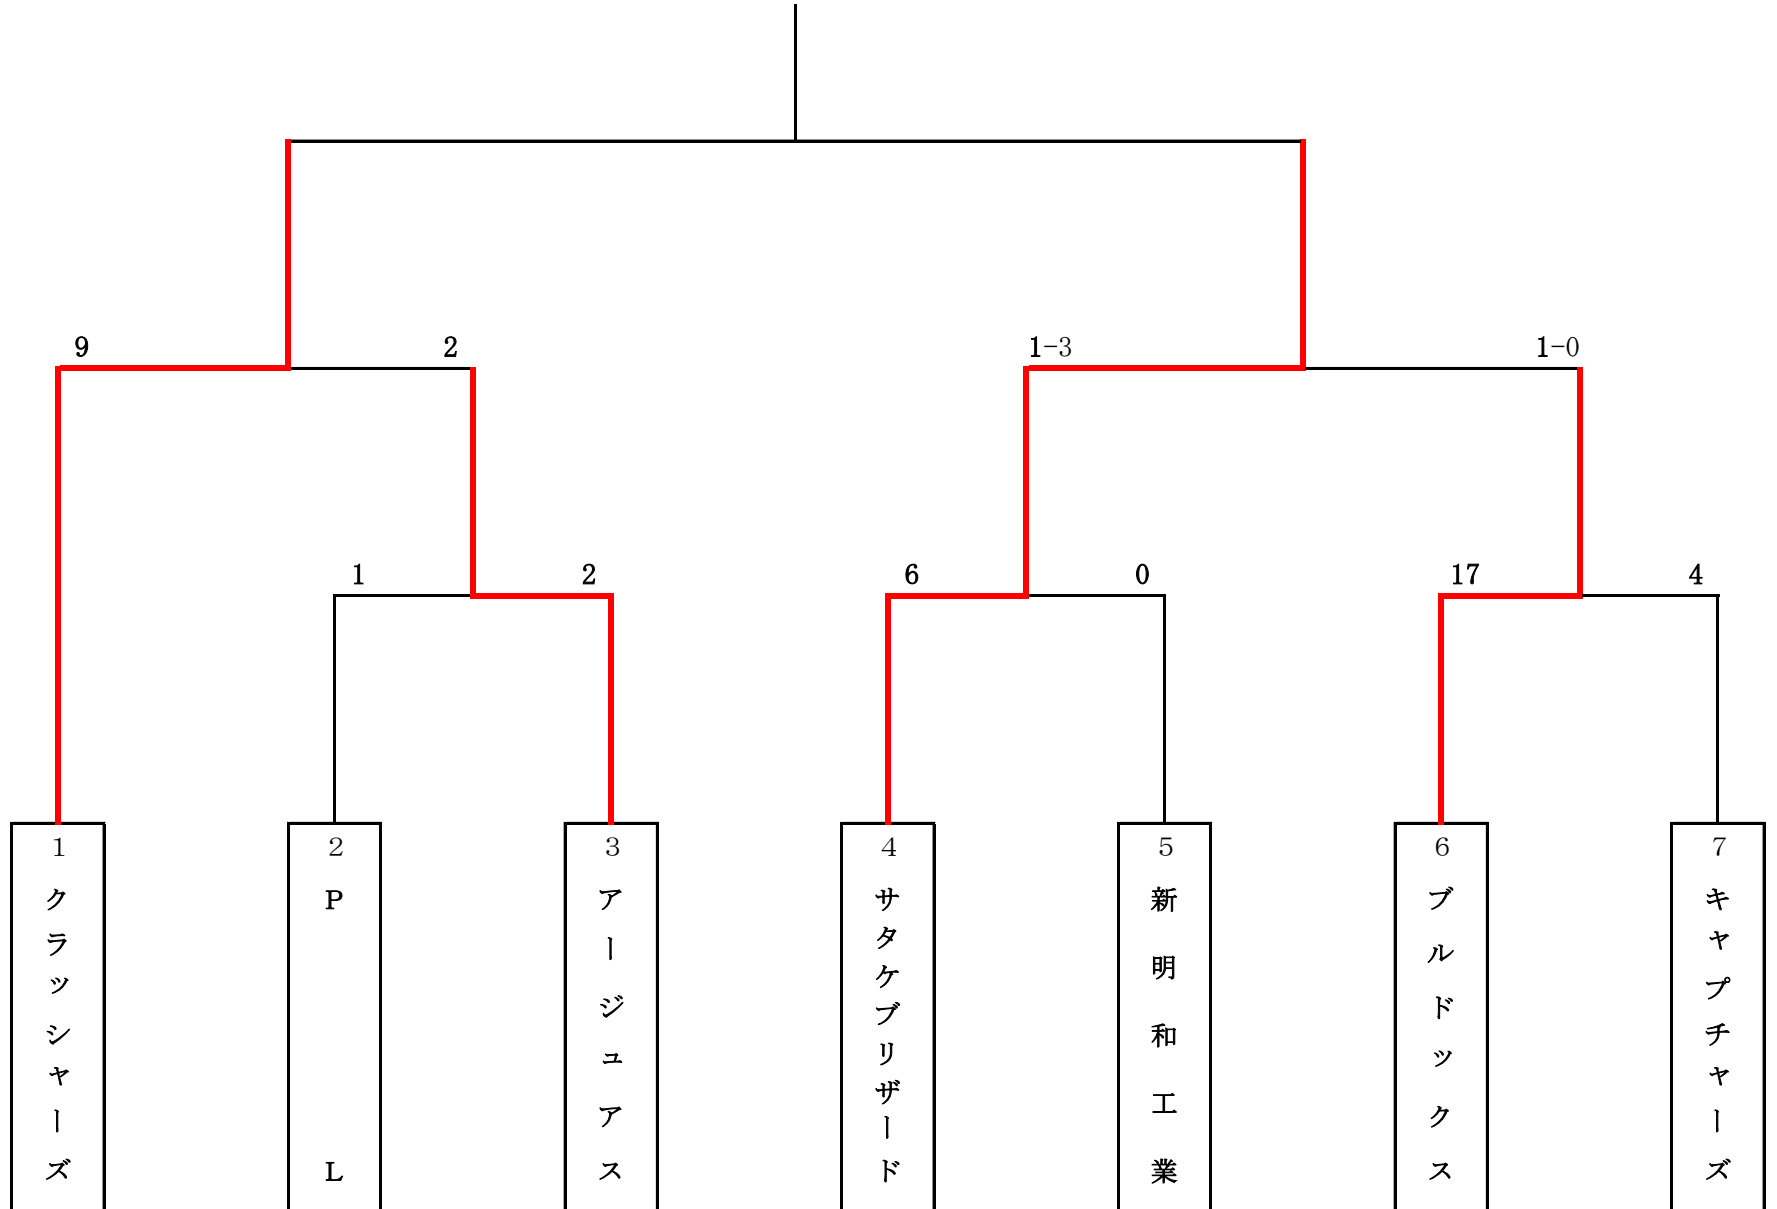 9 2 1-3 1-0
1 2 6 0 17 4
1 2 3 4 5 6 7
クラッシャーズ
PL
アージュアス
サタケブリザード
新明和工業
ブルドックス
キャプチャーズ